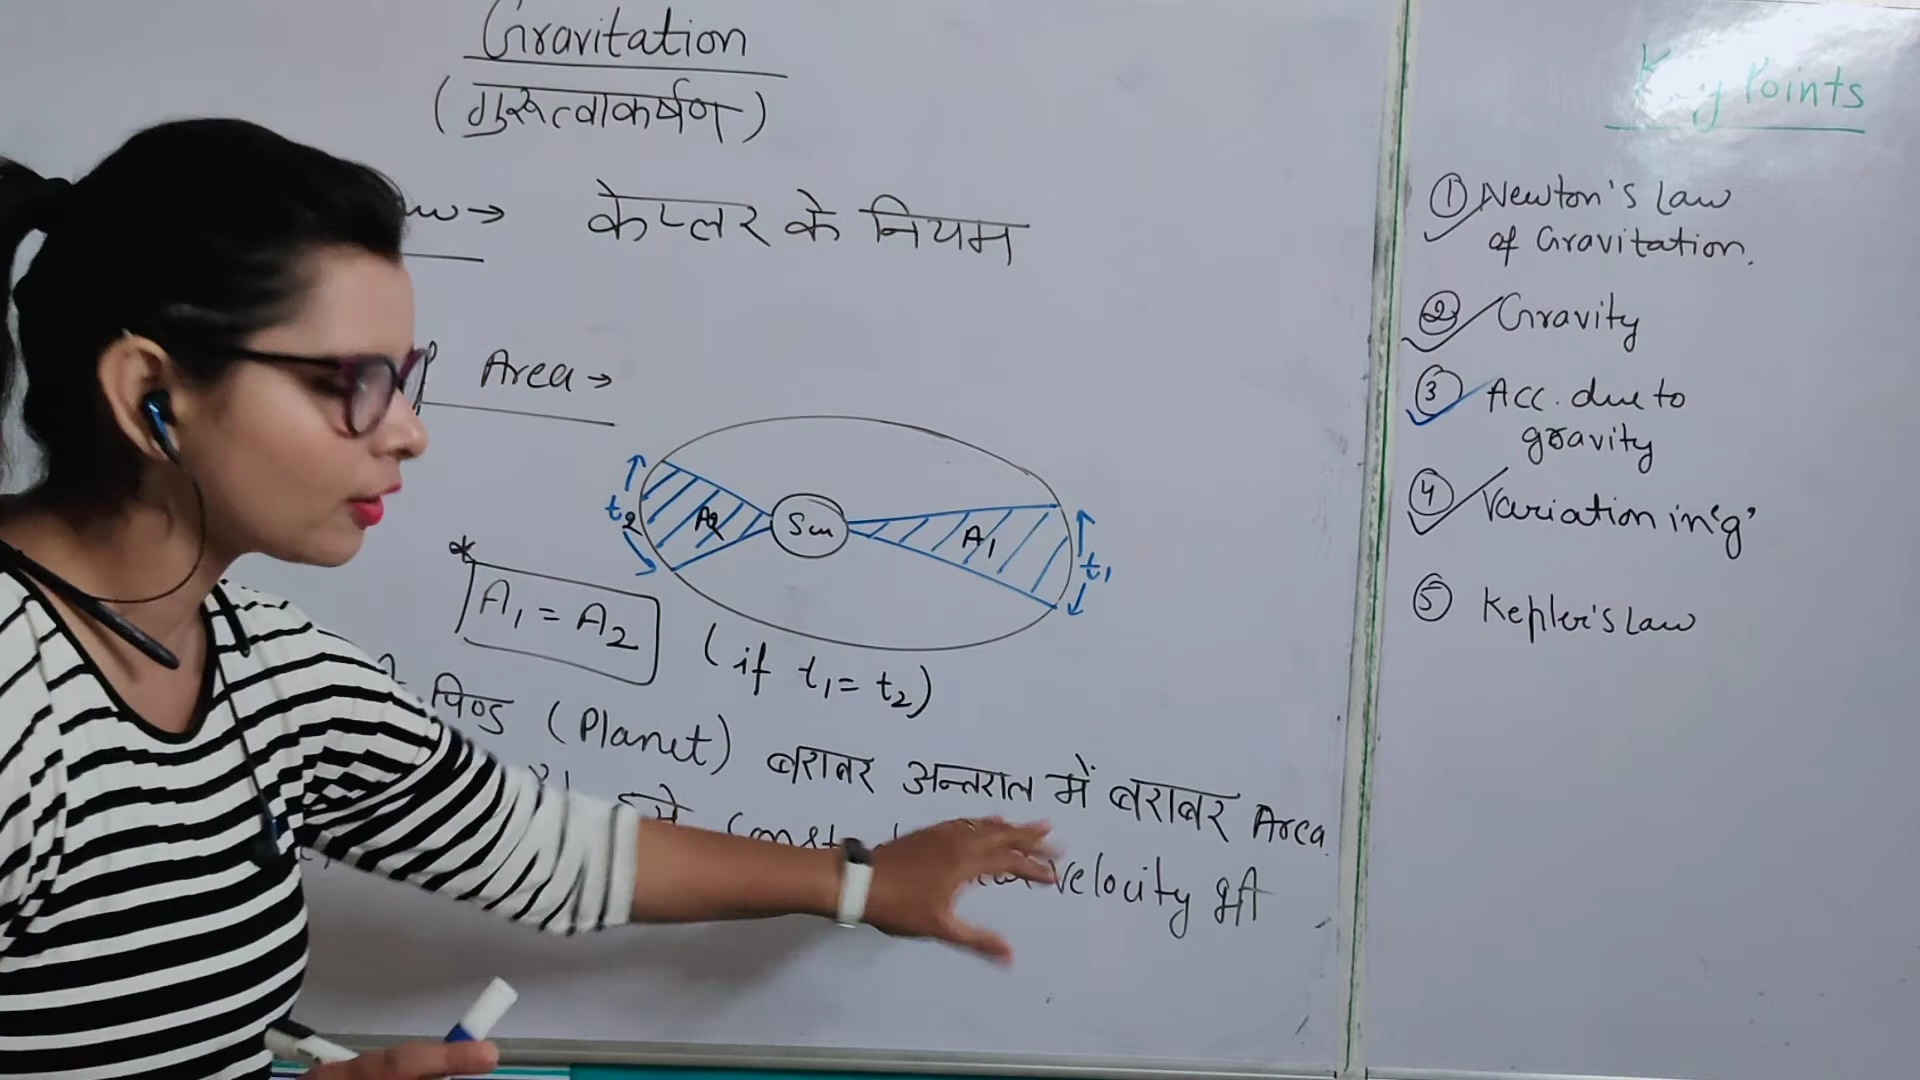 Gravitation
(गुरूत्वाकर्षण)
→ केप्लर के नियम
Area →
t2 A2 Sun A1 t1
* A1 = A2 (if t1 = t2)
पिण्ड (Planet) बराबर अन्तराल में बराबर Area
velocity भी
Key Points
① Newton's Law
of Gravitation.
② Gravity
③ Acc. due to
gravity
④ Variation in 'g'
⑤ Kepler's Law